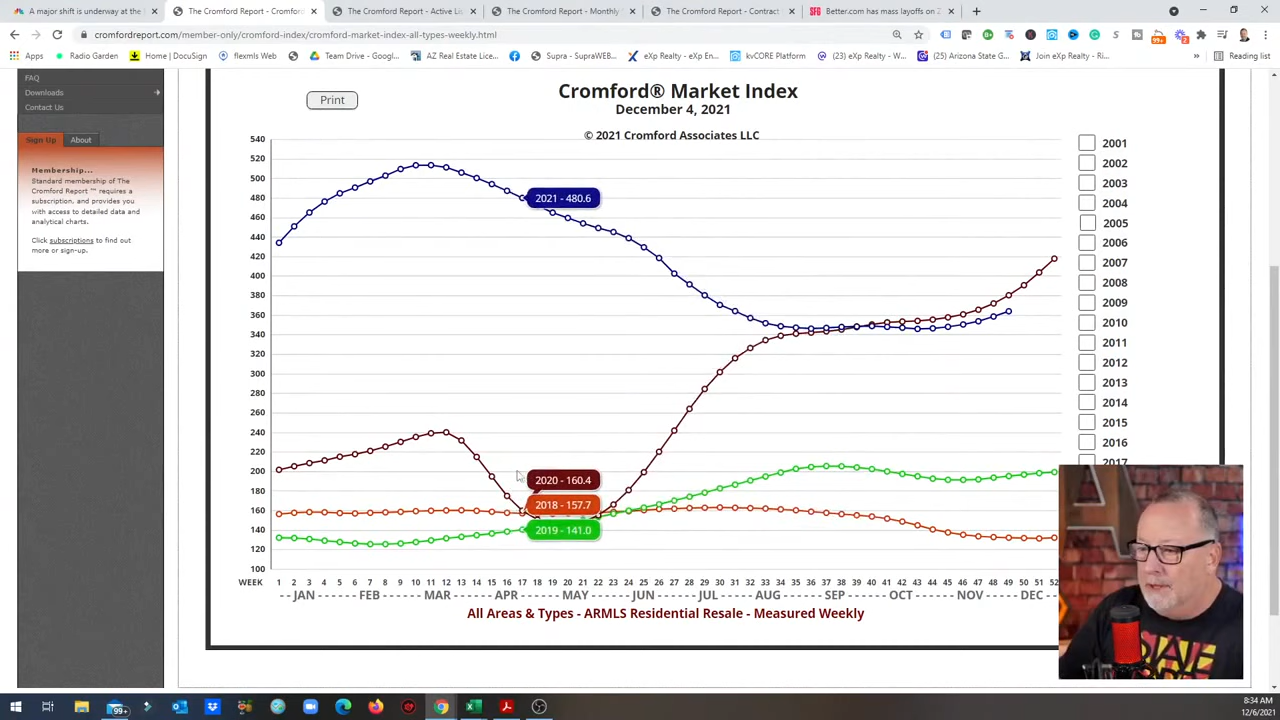 A major shift is underway at the
The Cromford Report - Cromford
The Cromford Report - Active Li
The Cromford Report - Monthly
The Cromford Report - Contract
Better.com has mass layoffs on Z
cromfordreport.com/member-only/cromford-index/cromford-market-index-all-types-weekly.html
Apps
Radio Garden
Home | DocuSign
flexmls Web
Team Drive - Golgul...
AZ Real Estate Lice...
Supra - SupraWEB...
eXp Realty - eXp En...
kvCORE Platform
(23) eXp Realty - W...
(25) Arizona State G...
Join eXp Realty - Ri...
»
Reading list
FAQ
Downloads
Contact Us
Sign Up
About
Membership...
Standard membership of The
Cromford Report ™ requires a
subscription, and provides you
with access to detailed data and
analytical charts.
Click subscriptions to find out
more or sign-up.
Print
Cromford® Market Index
December 4, 2021
© 2021 Cromford Associates LLC
540
520
500
480
460
440
420
400
380
360
340
320
300
280
260
240
220
200
180
160
140
120
100
2021 - 480.6
2020 - 160.4
2018 - 157.7
2019 - 141.0
2001
2002
2003
2004
2005
2006
2007
2008
2009
2010
2011
2012
2013
2014
2015
2016
2017
WEEK 1 2 3 4 5 6 7 8 9 10 11 12 13 14 15 16 17 18 19 20 21 22 23 24 25 26 27 28 29 30 31 32 33 34 35 36 37 38 39 40 41 42 43 44 45 46 47 48 49 50 51 52
- - JAN - - - - FEB - - - - MAR - - - - APR - - - - MAY - - - - JUN - - - - JUL - - - - AUG - - - - SEP - - - - OCT - - - - NOV - - - - DEC - -
All Areas & Types - ARMLS Residential Resale - Measured Weekly
99+
8:34 AM
12/6/2021